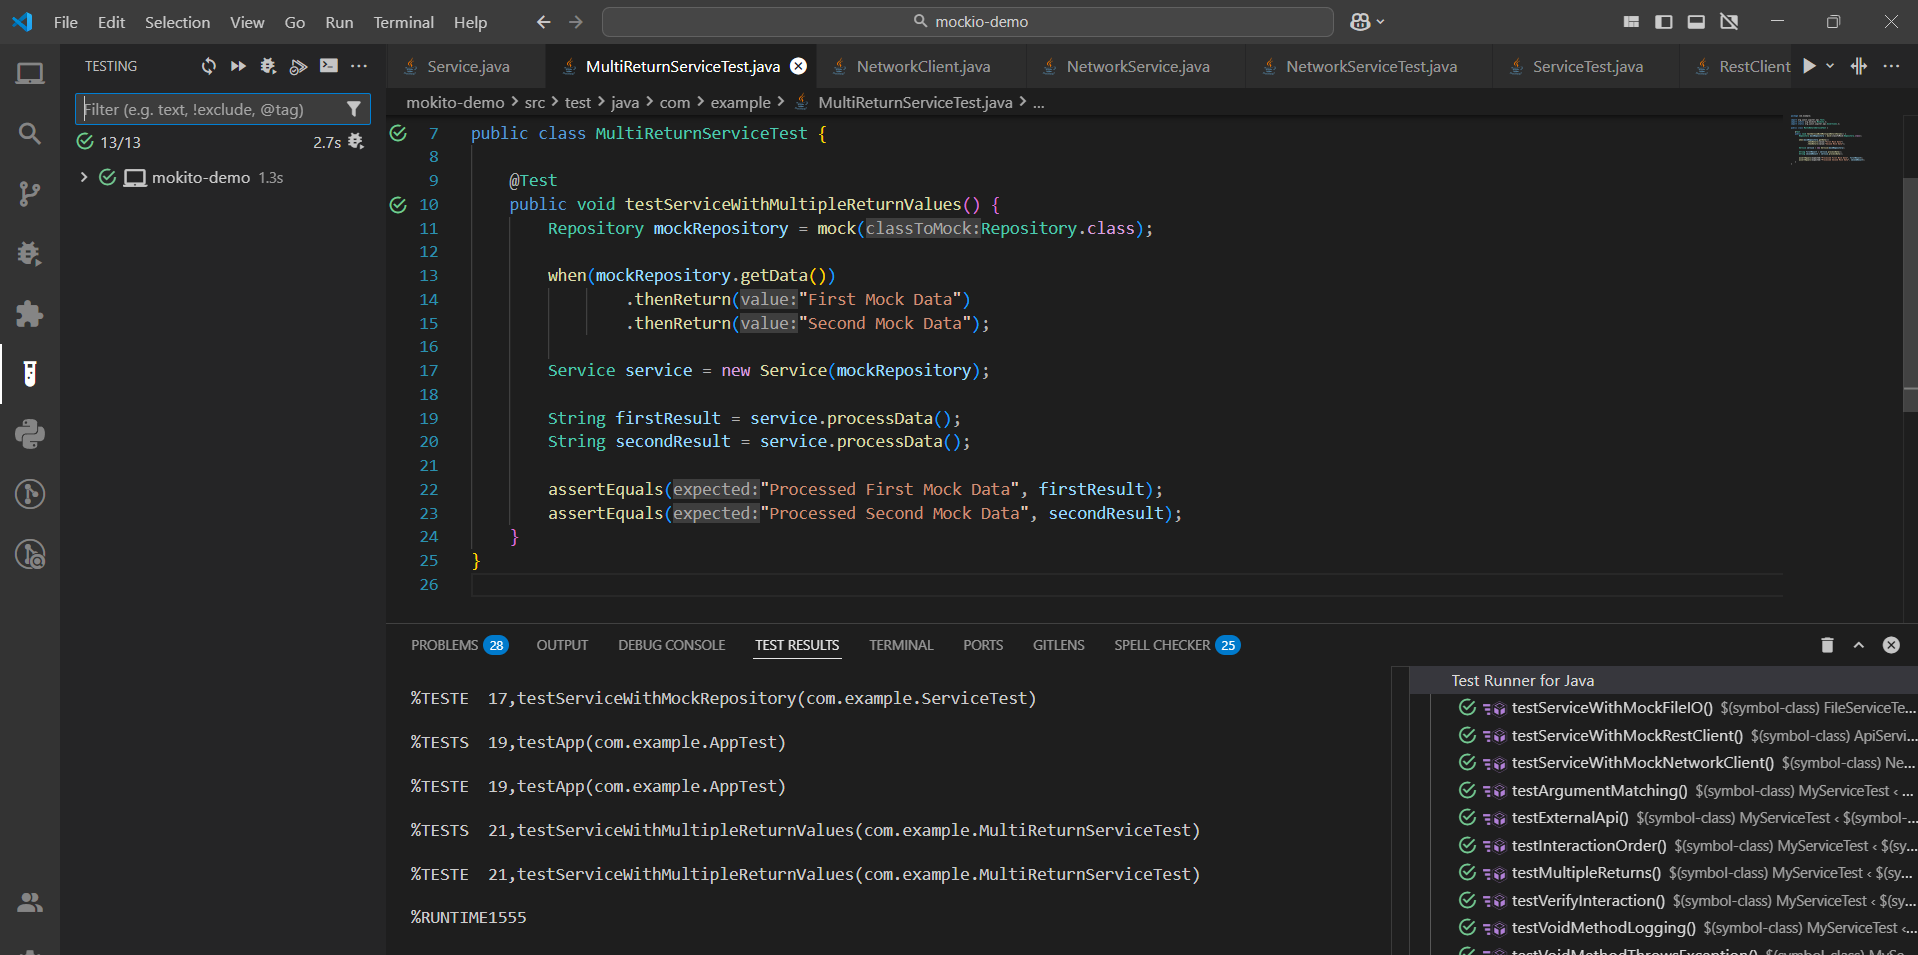 File Edit Selection View Go Run Terminal Help
mockio-demo
TESTING
Service.java
MultiReturnServiceTest.java
NetworkClient.java
NetworkService.java
NetworkServiceTest.java
ServiceTest.java
RestClient
Filter (e.g. text, !exclude, @tag)
13/13 2.7s
mokito-demo 1.3s
mokito-demo > src > test > java > com > example > MultiReturnServiceTest.java > ...
7 public class MultiReturnServiceTest {
8
9 @Test
10 public void testServiceWithMultipleReturnValues() {
11 Repository mockRepository = mock(classToMock:Repository.class);
12
13 when(mockRepository.getData())
14 .thenReturn(value:"First Mock Data")
15 .thenReturn(value:"Second Mock Data");
16
17 Service service = new Service(mockRepository);
18
19 String firstResult = service.processData();
20 String secondResult = service.processData();
21
22 assertEquals(expected:"Processed First Mock Data", firstResult);
23 assertEquals(expected:"Processed Second Mock Data", secondResult);
24 }
25 }
26
PROBLEMS 28 OUTPUT DEBUG CONSOLE TEST RESULTS TERMINAL PORTS GITLENS SPELL CHECKER 25
%TESTE 17,testServiceWithMockRepository(com.example.ServiceTest)
%TESTS 19,testApp(com.example.AppTest)
%TESTE 19,testApp(com.example.AppTest)
%TESTS 21,testServiceWithMultipleReturnValues(com.example.MultiReturnServiceTest)
%TESTE 21,testServiceWithMultipleReturnValues(com.example.MultiReturnServiceTest)
%RUNTIME1555
Test Runner for Java
testServiceWithMockFileIO() $(symbol-class) FileServiceTe...
testServiceWithMockRestClient() $(symbol-class) ApiServi...
testServiceWithMockNetworkClient() $(symbol-class) Ne...
testArgumentMatching() $(symbol-class) MyServiceTest < ...
testExternalApi() $(symbol-class) MyServiceTest < $(symbol-...
testInteractionOrder() $(symbol-class) MyServiceTest < $(sy...
testMultipleReturns() $(symbol-class) MyServiceTest < $(sy...
testVerifyInteraction() $(symbol-class) MyServiceTest < $(sy...
testVoidMethodLogging() $(symbol-class) MyServiceTest <...
testVoidMethodThrowsException() $(symbol-class) MySe...